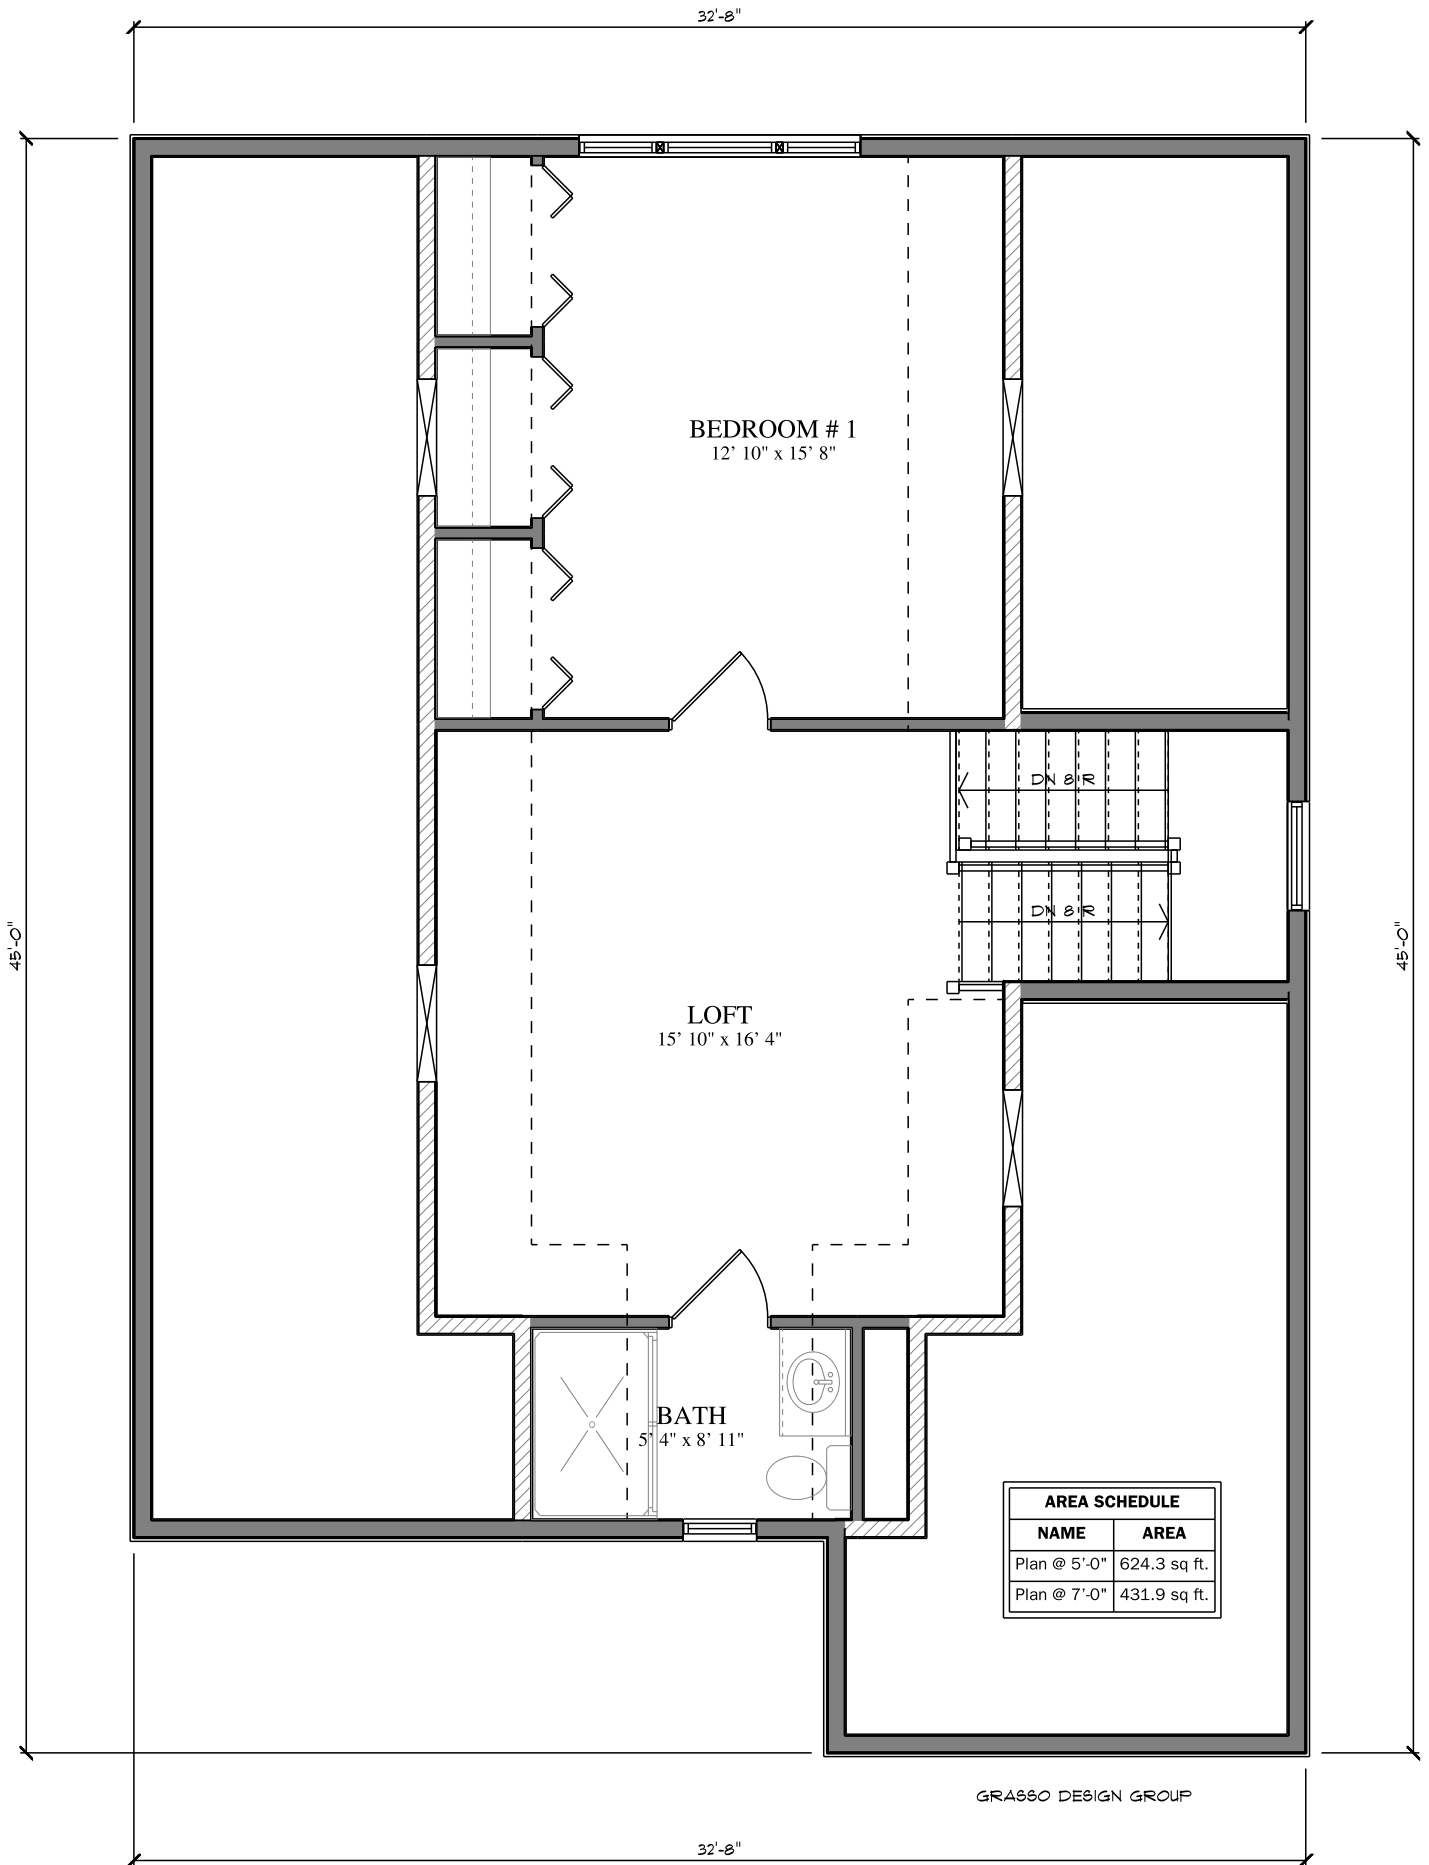 32'-8"
BEDROOM # 1
12' 10" x 15' 8"
DN 8 R
DN 8 R
45'-0"
45'-0"
LOFT
15' 10" x 16' 4"
BATH
5' 4" x 8' 11"
AREA SCHEDULE
NAME AREA
Plan @ 5'-0" 624.3 sq ft.
Plan @ 7'-0" 431.9 sq ft.
GRASSO DESIGN GROUP
32'-8"